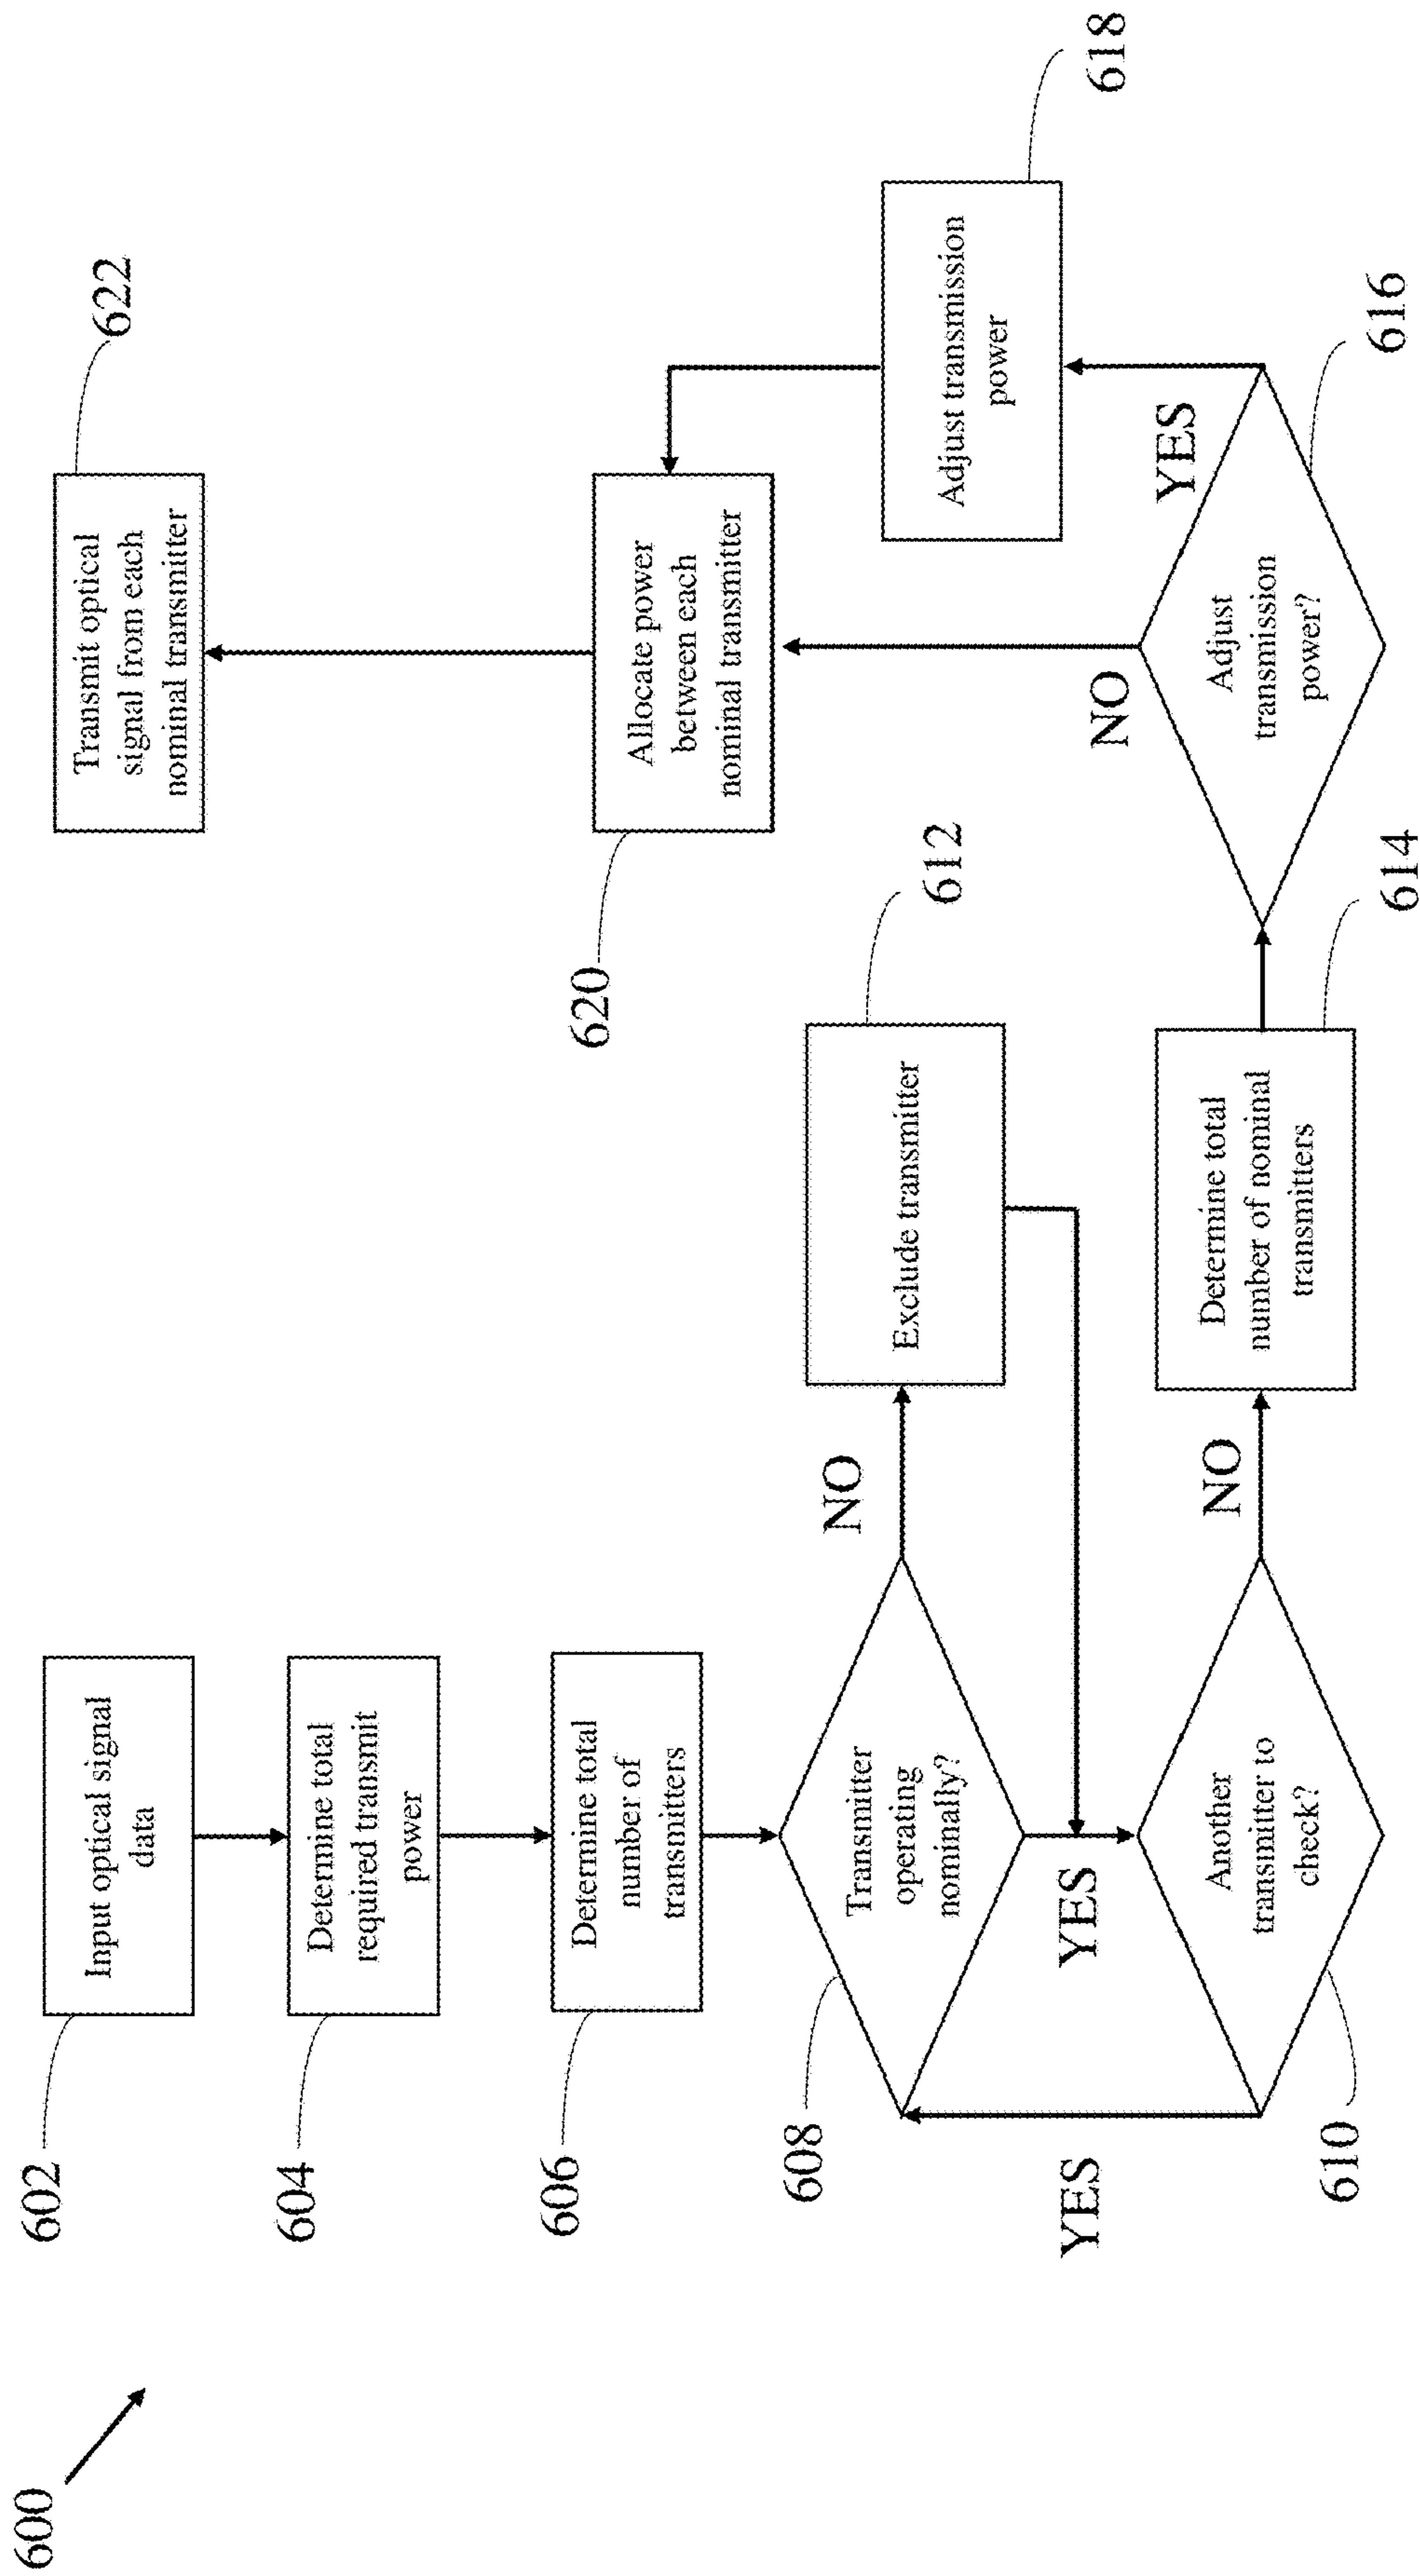 600
602
Input optical signal
data
604
Determine total
required transmit
power
606
Determine total
number of
transmitters
608
Transmitter
operating
nominally?
NO
Exclude transmitter
612
YES
YES
610
Another
transmitter to
check?
NO
Determine total
number of nominal
transmitters
614
Adjust
transmission
power?
616
NO
YES
Adjust transmission
power
618
620
Allocate power
between each
nominal transmitter
Transmit optical
signal from each
nominal transmitter
622